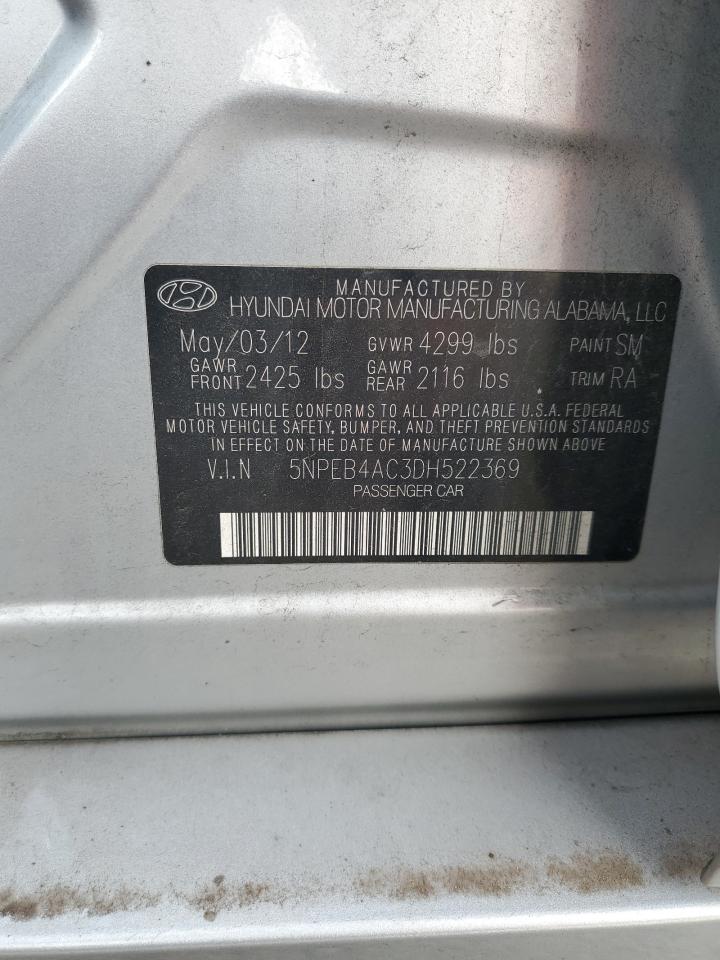 MANUFACTURED BY
HYUNDAI MOTOR MANUFACTURING ALABAMA, LLC
May/03/12 GVWR 4299 lbs PAINT SM
GAWR FRONT 2425 lbs GAWR REAR 2116 lbs TRIM RA
THIS VEHICLE CONFORMS TO ALL APPLICABLE U.S.A. FEDERAL
MOTOR VEHICLE SAFETY, BUMPER, AND THEFT PREVENTION STANDARDS
IN EFFECT ON THE DATE OF MANUFACTURE SHOWN ABOVE.
V.I.N 5NPEB4AC3DH522369
PASSENGER CAR